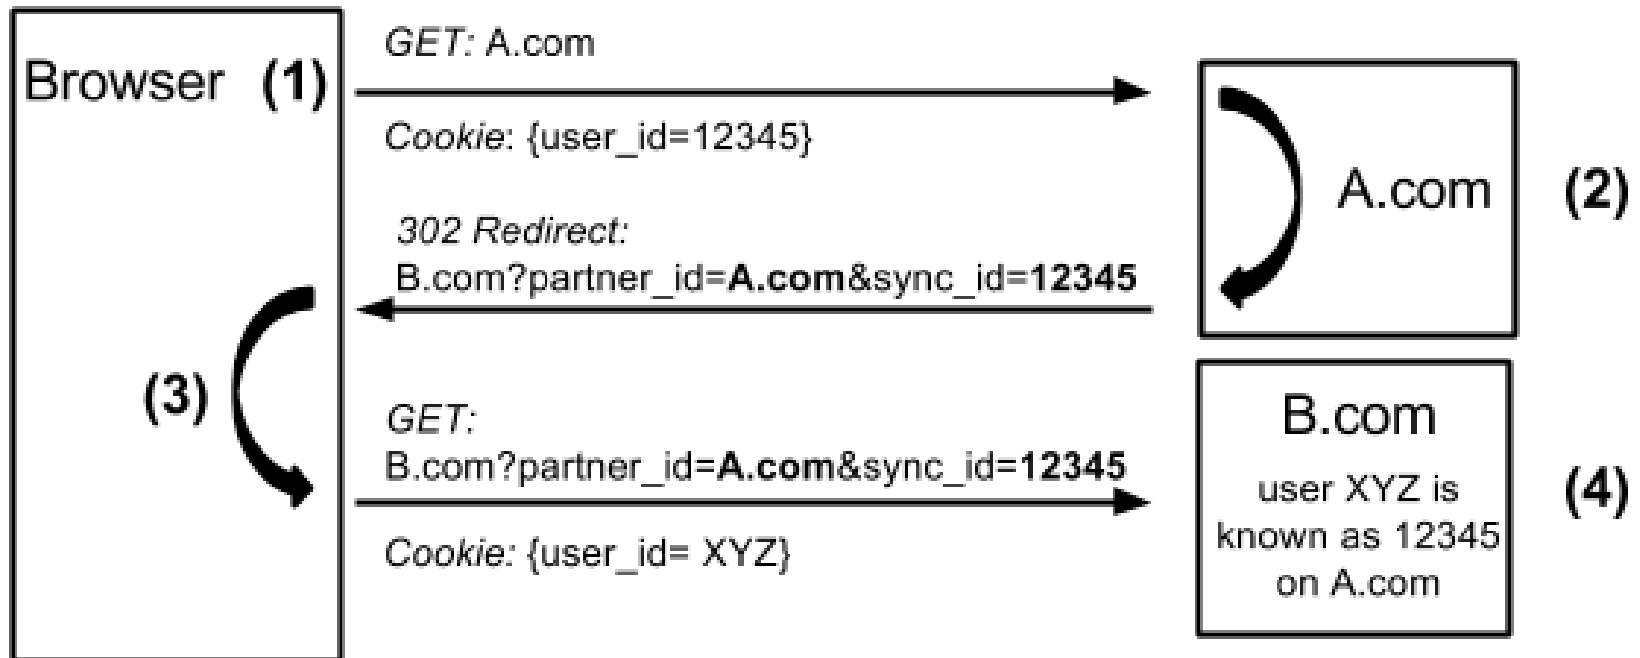 Browser (1)
GET: A.com
Cookie: {user_id=12345}
A.com (2)
302 Redirect:
B.com?partner_id=A.com&sync_id=12345
(3)
GET:
B.com?partner_id=A.com&sync_id=12345
Cookie: {user_id= XYZ}
B.com
user XYZ is
known as 12345
on A.com
(4)